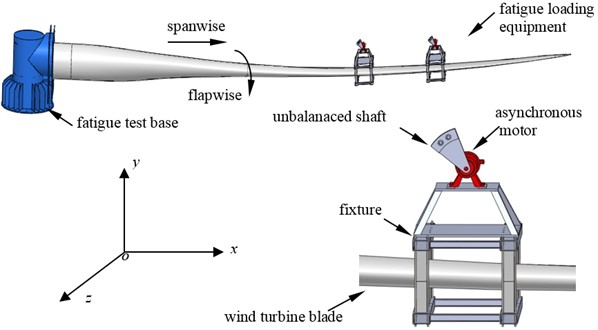 fatigue loading
equipment
spanwise
flapwise
fatigue test base
unbalanaced shaft
asynchronous
motor
fixture
wind turbine blade
y
x
o
z